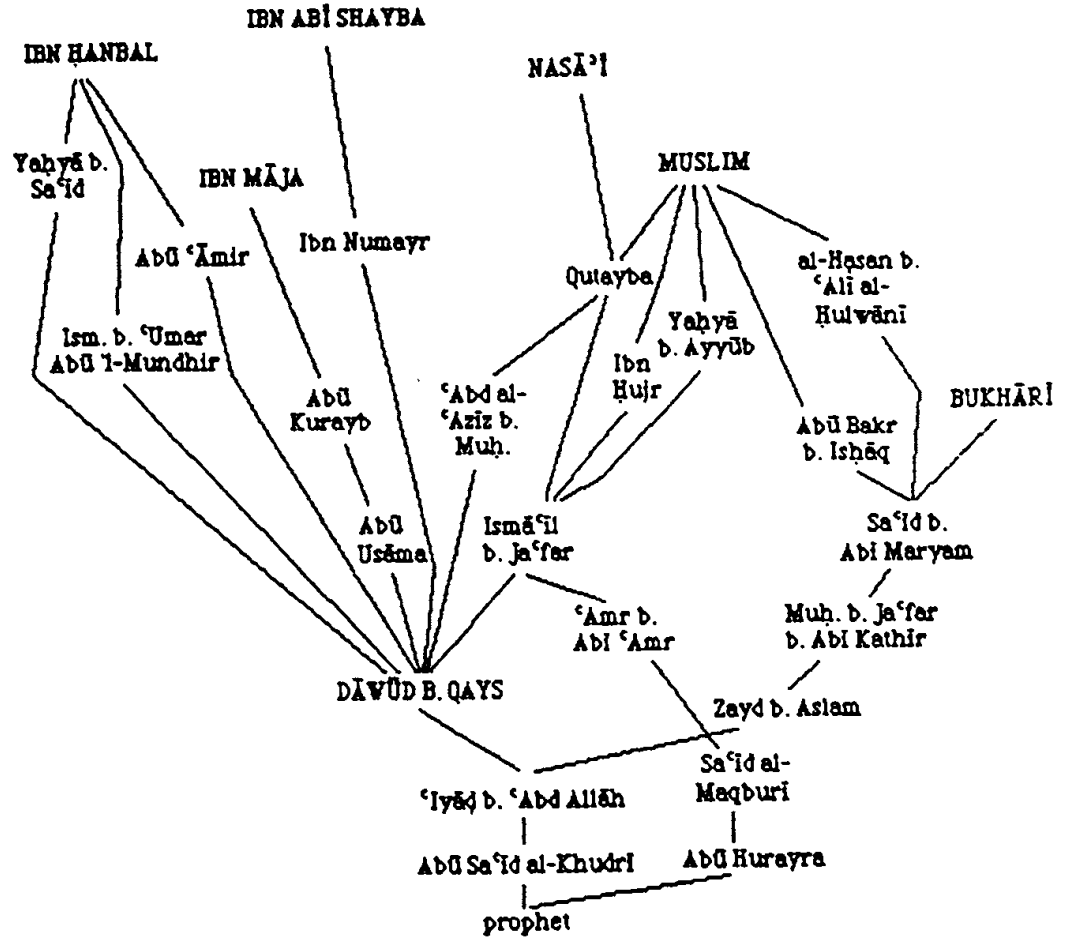 IBN ABĪ SHAYBA
IBN ḤANBAL
NASĀʾĪ
MUSLIM
Yaḥyā b.
Saʿīd
IBN MĀJA
Abū ʿĀmir
Ibn Numayr
Qutayba
al-Ḥasan b.
ʿAlī al-
Ḥulwānī
Ism. b. ʿUmar
Abū 'l-Mundhir
Yaḥyā
b. Ayyūb
Ibn
Ḥujr
Abū
Kurayb
ʿAbd al-
ʿAzīz b.
Muḥ.
BUKHĀRĪ
Abū Bakr
b. Isḥāq
Abū
Usāma
Ismāʿīl
b. Jaʿfar
Saʿīd b.
Abī Maryam
ʿAmr b.
Abī ʿAmr
Muḥ. b. Jaʿfar
b. Abī Kathīr
DĀWŪD B. QAYS
Zayd b. Aslam
Saʿīd al-
Maqburī
ʿIyāḍ b. ʿAbd Allāh
Abū Saʿīd al-Khudrī
Abū Hurayra
prophet